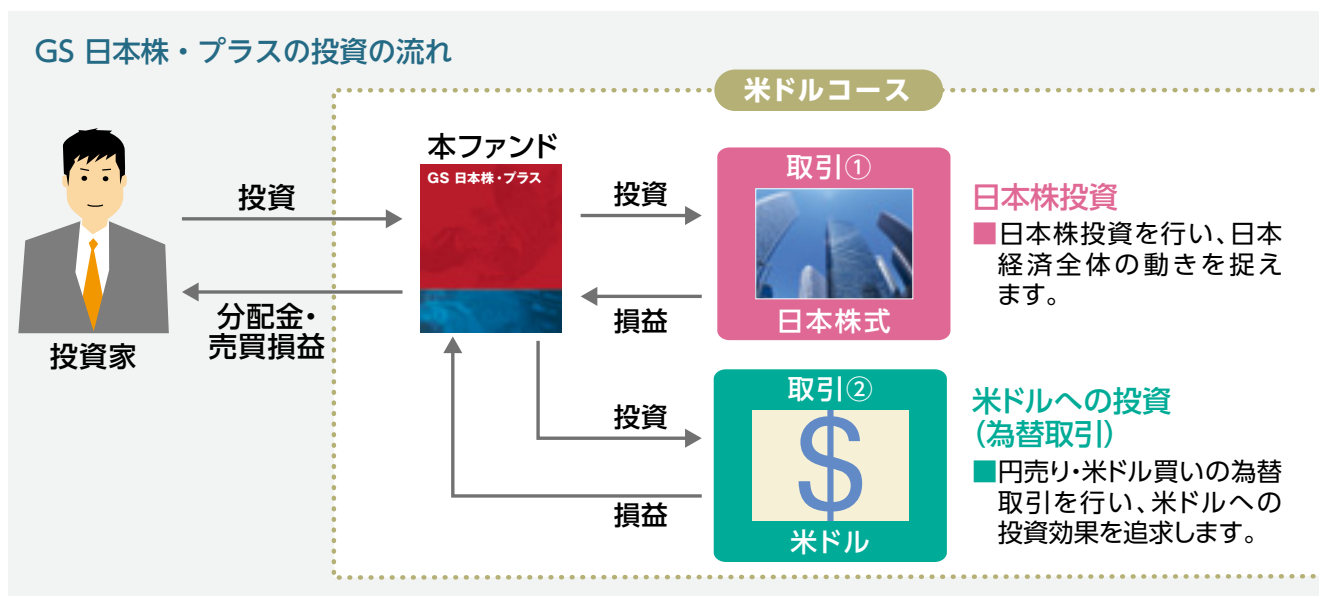 GS 日本株・プラスの投資の流れ
米ドルコース
本ファンド
GS 日本株・プラス
投資家
投資
分配金・
売買損益
投資
損益
取引①
日本株式
日本株投資
■日本株投資を行い、日本
経済全体の動きを捉え
ます。
投資
損益
取引②
$
米ドル
米ドルへの投資
(為替取引)
■円売り・米ドル買いの為替
取引を行い、米ドルへの
投資効果を追求します。